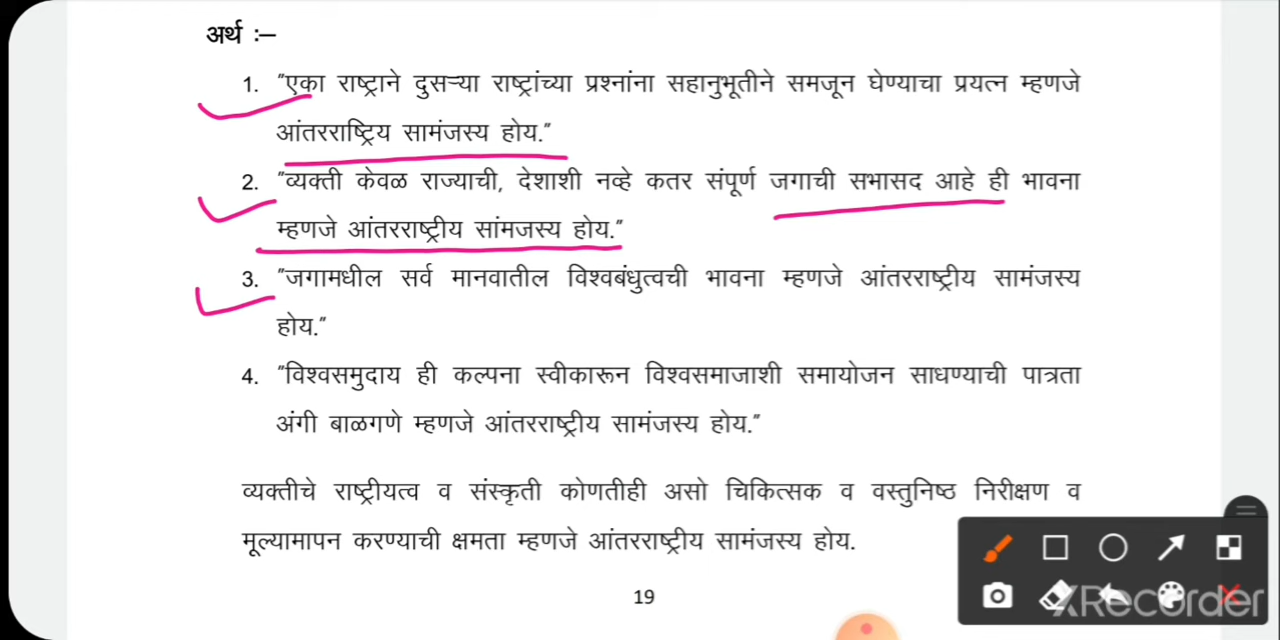 अर्थ :–
1. "एका राष्ट्राने दुसऱ्या राष्ट्रांच्या प्रश्नांना सहानुभूतीने समजून घेण्याचा प्रयत्न म्हणजे
आंतरराष्ट्रिय सामंजस्य होय."
2. "व्यक्ती केवळ राज्याची, देशाशी नव्हे कतर संपूर्ण जगाची सभासद आहे ही भावना
म्हणजे आंतरराष्ट्रीय सांमजस्य होय."
3. "जगामधील सर्व मानवातील विश्वबंधुत्वची भावना म्हणजे आंतरराष्ट्रीय सामंजस्य
होय."
4. "विश्वसमुदाय ही कल्पना स्वीकारून विश्वसमाजाशी समायोजन साधण्याची पात्रता
अंगी बाळगणे म्हणजे आंतरराष्ट्रीय सामंजस्य होय."
व्यक्तीचे राष्ट्रीयत्व व संस्कृती कोणतीही असो चिकित्सक व वस्तुनिष्ठ निरीक्षण व
मूल्यामापन करण्याची क्षमता म्हणजे आंतरराष्ट्रीय सामंजस्य होय.
19
XRecorder